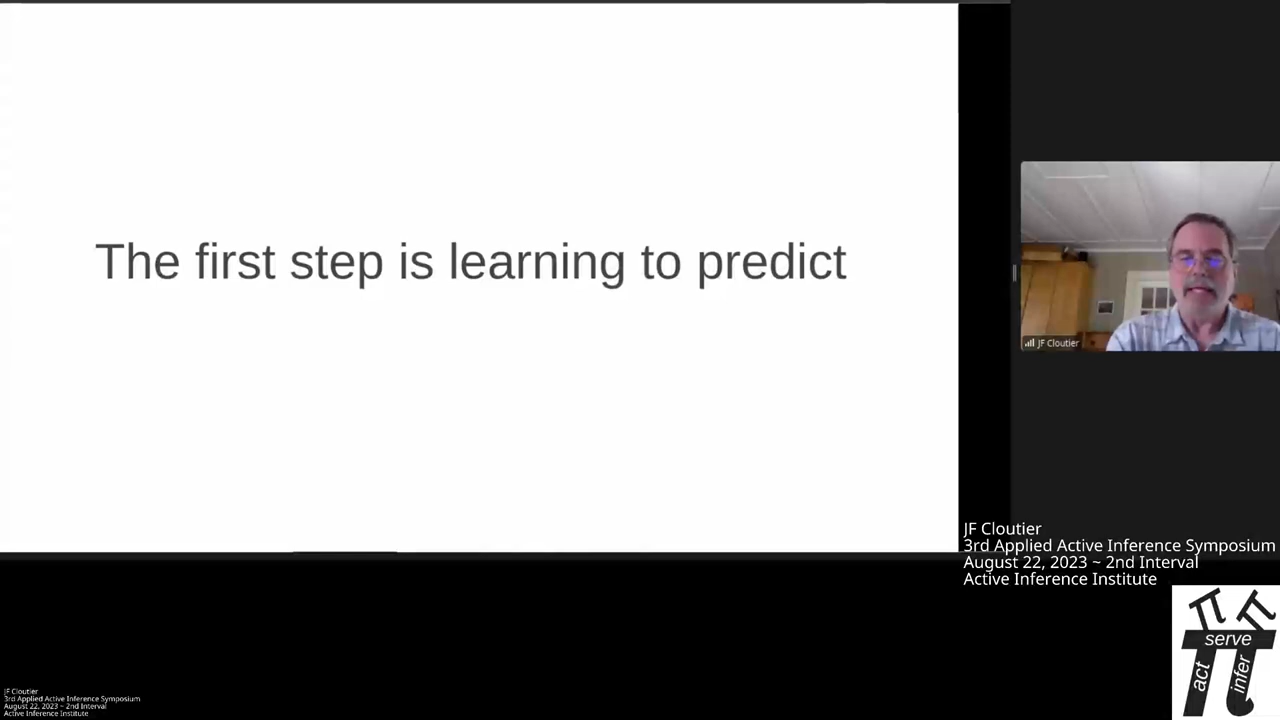 The first step is learning to predict
JF Cloutier
JF Cloutier
3rd Applied Active Inference Symposium
August 22, 2023 ~ 2nd Interval
Active Inference Institute
serve
act
infer
JF Cloutier
3rd Applied Active Inference Symposium
August 22, 2023 ~ 2nd Interval
Active Inference Institute